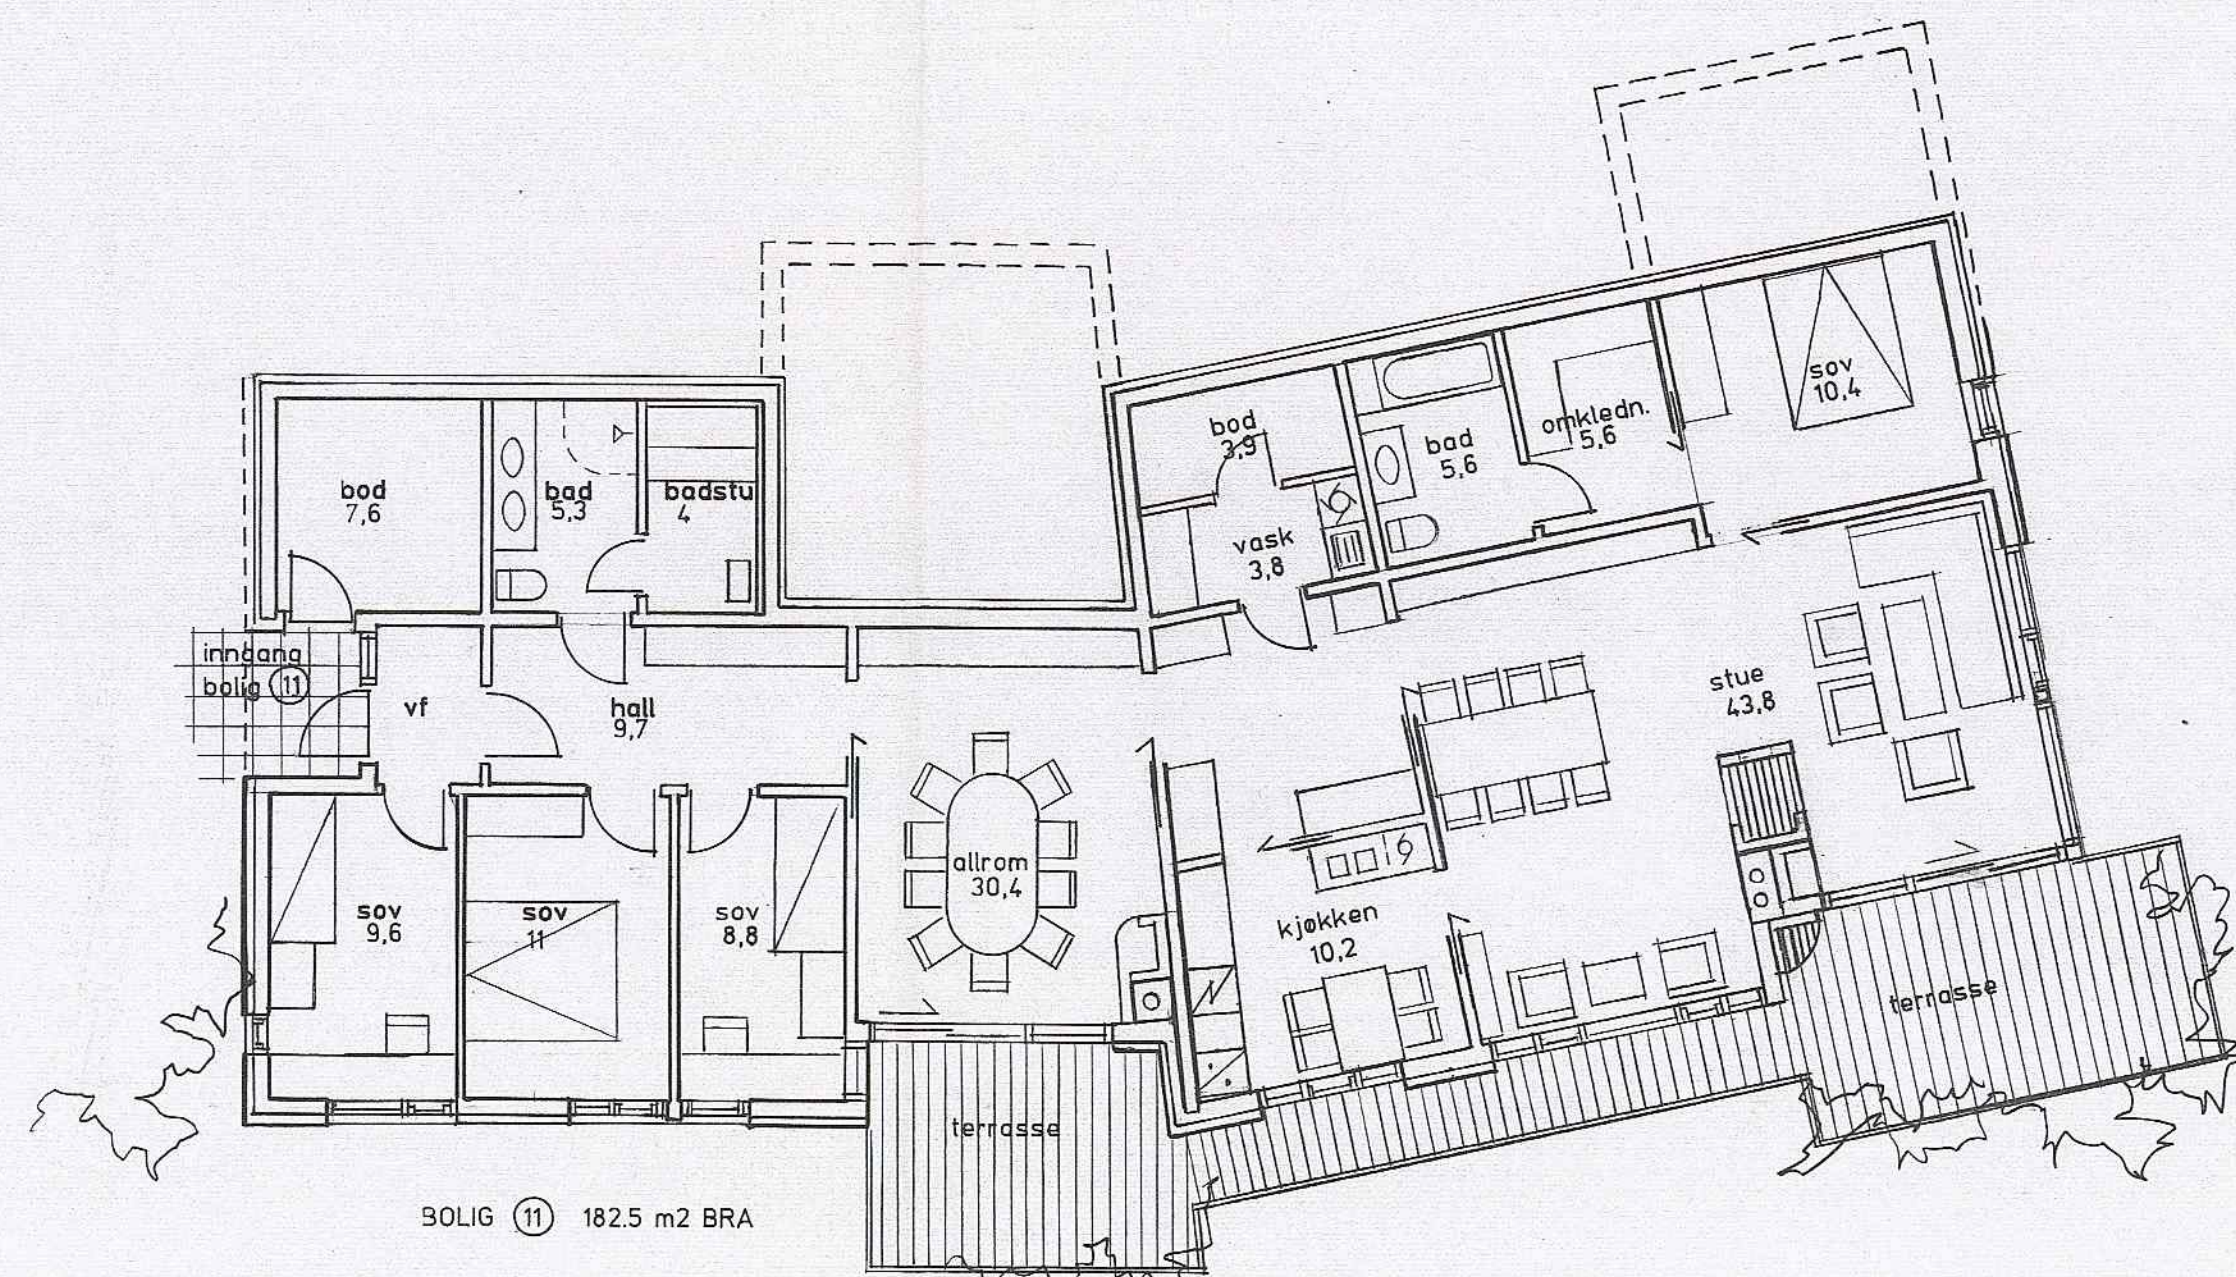 sov
10,4
omkledn.
5,6
bod
3,9
bad
5,6
bod
7,6
bad
5,3
badstu
4
vask
3,8
inngang
bolig 11
vf
hall
9,7
stue
43,8
allrom
30,4
sov
9,6
sov
11
sov
8,8
kjøkken
10,2
terrasse
terrasse
BOLIG 11 182.5 m2 BRA